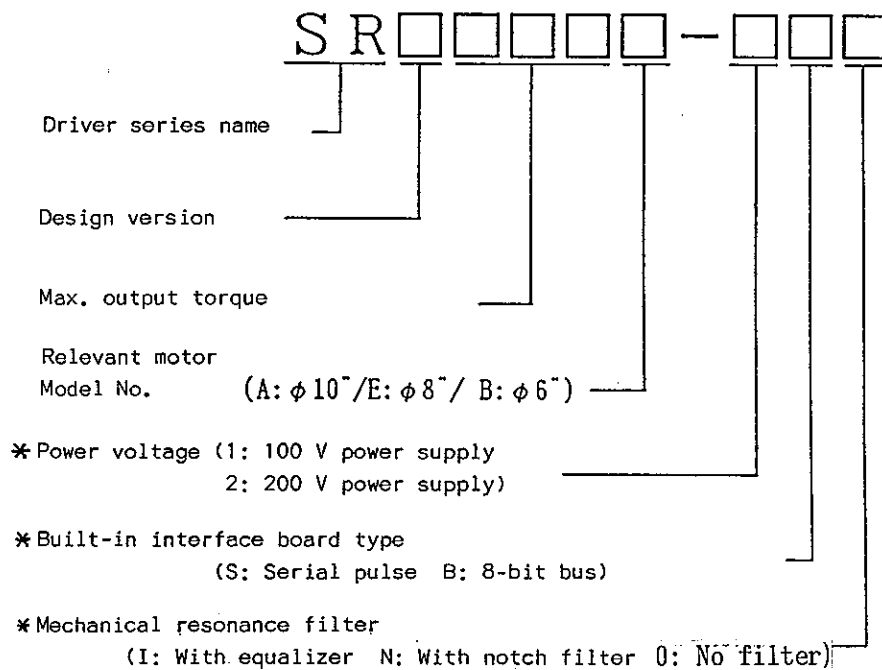 SR□□□□□-□□□
Driver series name
Design version
Max. output torque
Relevant motor
Model No. (A: φ10"/E: φ8"/ B: φ6")
*Power voltage (1: 100 V power supply
2: 200 V power supply)
*Built-in interface board type
(S: Serial pulse B: 8-bit bus)
*Mechanical resonance filter
(I: With equalizer N: With notch filter O: No filter)